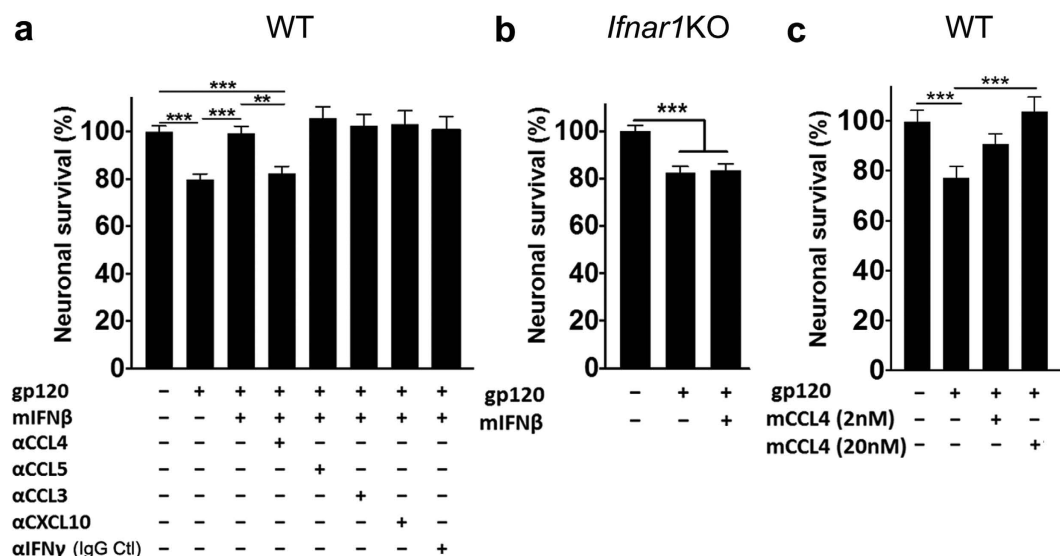 a WT
b Ifnar1KO
c WT
Neuronal survival (%)
100
80
60
40
20
0
*** *** *** **
gp120 − + + + + + + +
mIFNβ − − + + + + + +
αCCL4 − − − + − − − −
αCCL5 − − − − + − − −
αCCL3 − − − − − + − −
αCXCL10 − − − − − − + −
αIFNγ (IgG Ctl) − − − − − − − +
Neuronal survival (%)
100
80
60
40
20
0
***
gp120 − + +
mIFNβ − − +
Neuronal survival (%)
100
80
60
40
20
0
*** ***
gp120 − + + +
mCCL4 (2nM) − − + −
mCCL4 (20nM) − − − +